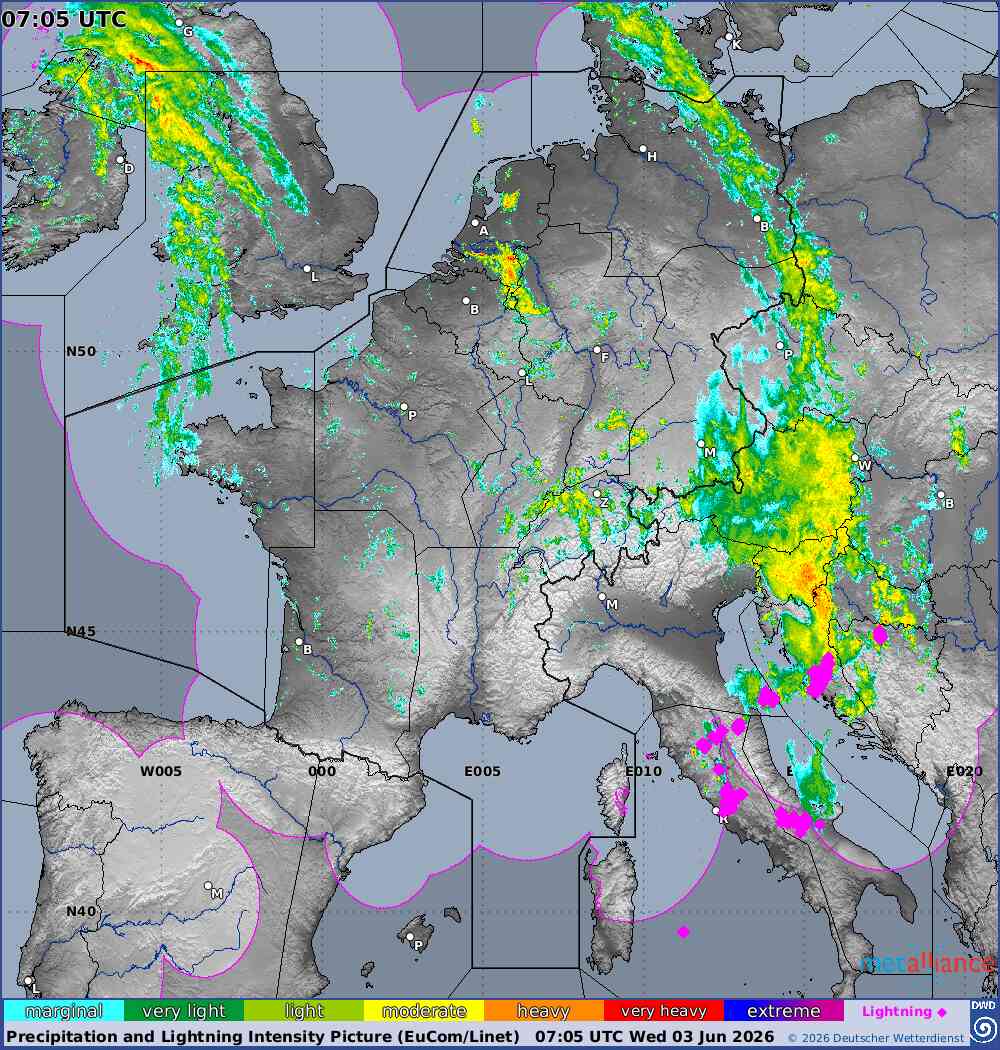 07:05 UTC
G
K
D
H
A
B
L
B
N50
P
F
L
P
M
W
Z
B
M
N45
B
W005
000
E005
E010
E
E020
R
M
N40
P
L
metalliance
marginal
very light
light
moderate
heavy
very heavy
extreme
Lightning
DWD
Precipitation and Lightning Intensity Picture (EuCom/Linet)
07:05 UTC Wed 03 Jun 2026
© 2026 Deutscher Wetterdienst